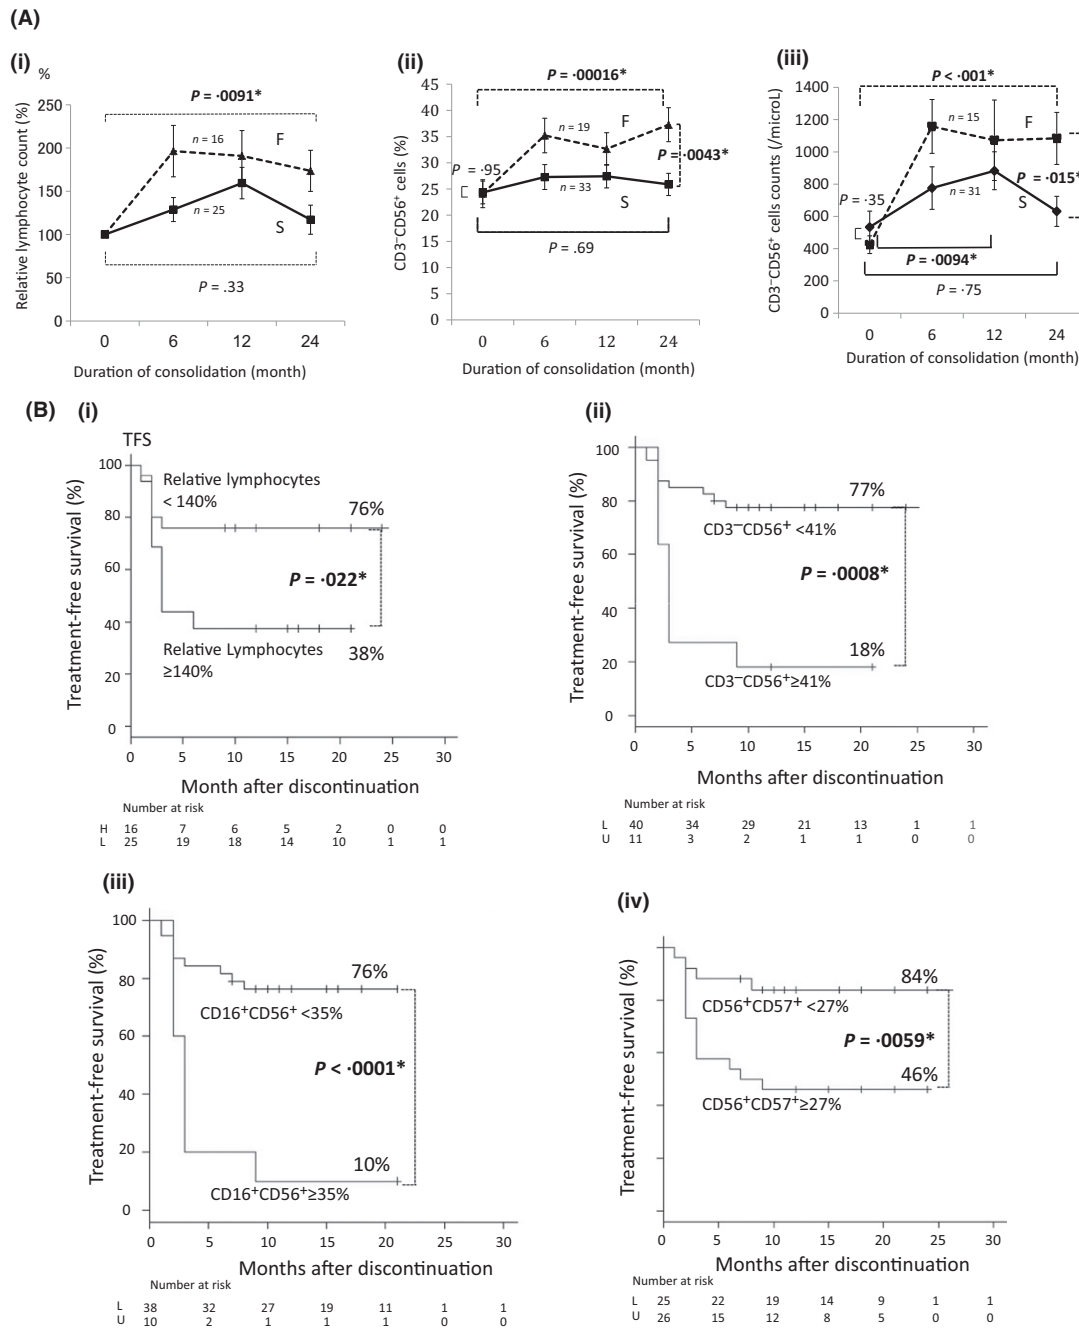 (A)
(i)
%
Relative lymphocyte count (%)
250
200
150
100
50
0
P = ·0091*
n = 16
F
n = 25
S
P = .33
0 6 12 24
Duration of consolidation (month)
(ii)
CD3⁻CD56⁺ cells (%)
45
40
35
30
25
20
15
10
5
0
P = ·00016*
n = 19
F
P = ·95
P = ·0043*
n = 33
S
P = .69
0 6 12 24
Duration of consolidation (month)
(iii)
CD3⁻CD56⁺ cells counts (/microL)
1400
1200
1000
800
600
400
200
0
P < ·001*
n = 15
F
P = ·35
n = 31
S
P = ·015*
P = ·0094*
P = ·75
0 6 12 24
Duration of consolidation (month)
(B)
(i)
TFS
Treatment-free survival (%)
100
80
60
40
20
0
Relative lymphocytes
< 140%
76%
P = ·022*
Relative Lymphocytes
≥140%
38%
0 5 10 15 20 25 30
Month after discontinuation
Number at risk
H 16 7 6 5 2 0 0
L 25 19 18 14 10 1 1
(ii)
Treatment-free survival (%)
100
80
60
40
20
0
77%
CD3⁻CD56⁺ <41%
P = ·0008*
18%
CD3⁻CD56⁺≥41%
0 5 10 15 20 25 30
Months after discontinuation
Number at risk
L 40 34 29 21 13 1 1
U 11 3 2 1 1 0 0
(iii)
Treatment-free survival (%)
100
80
60
40
20
0
76%
CD16⁺CD56⁺ <35%
P < ·0001*
10%
CD16⁺CD56⁺≥35%
0 5 10 15 20 25 30
Months after discontinuation
Number at risk
L 38 32 27 19 11 1 1
U 10 2 1 1 1 0 0
(iv)
Treatment-free survival (%)
84%
CD56⁺CD57⁺ <27%
P = ·0059*
46%
CD56⁺CD57⁺≥27%
0 5 10 15 20 25 30
Months after discontinuation
Number at risk
L 25 22 19 14 9 1 1
U 26 15 12 8 5 0 0